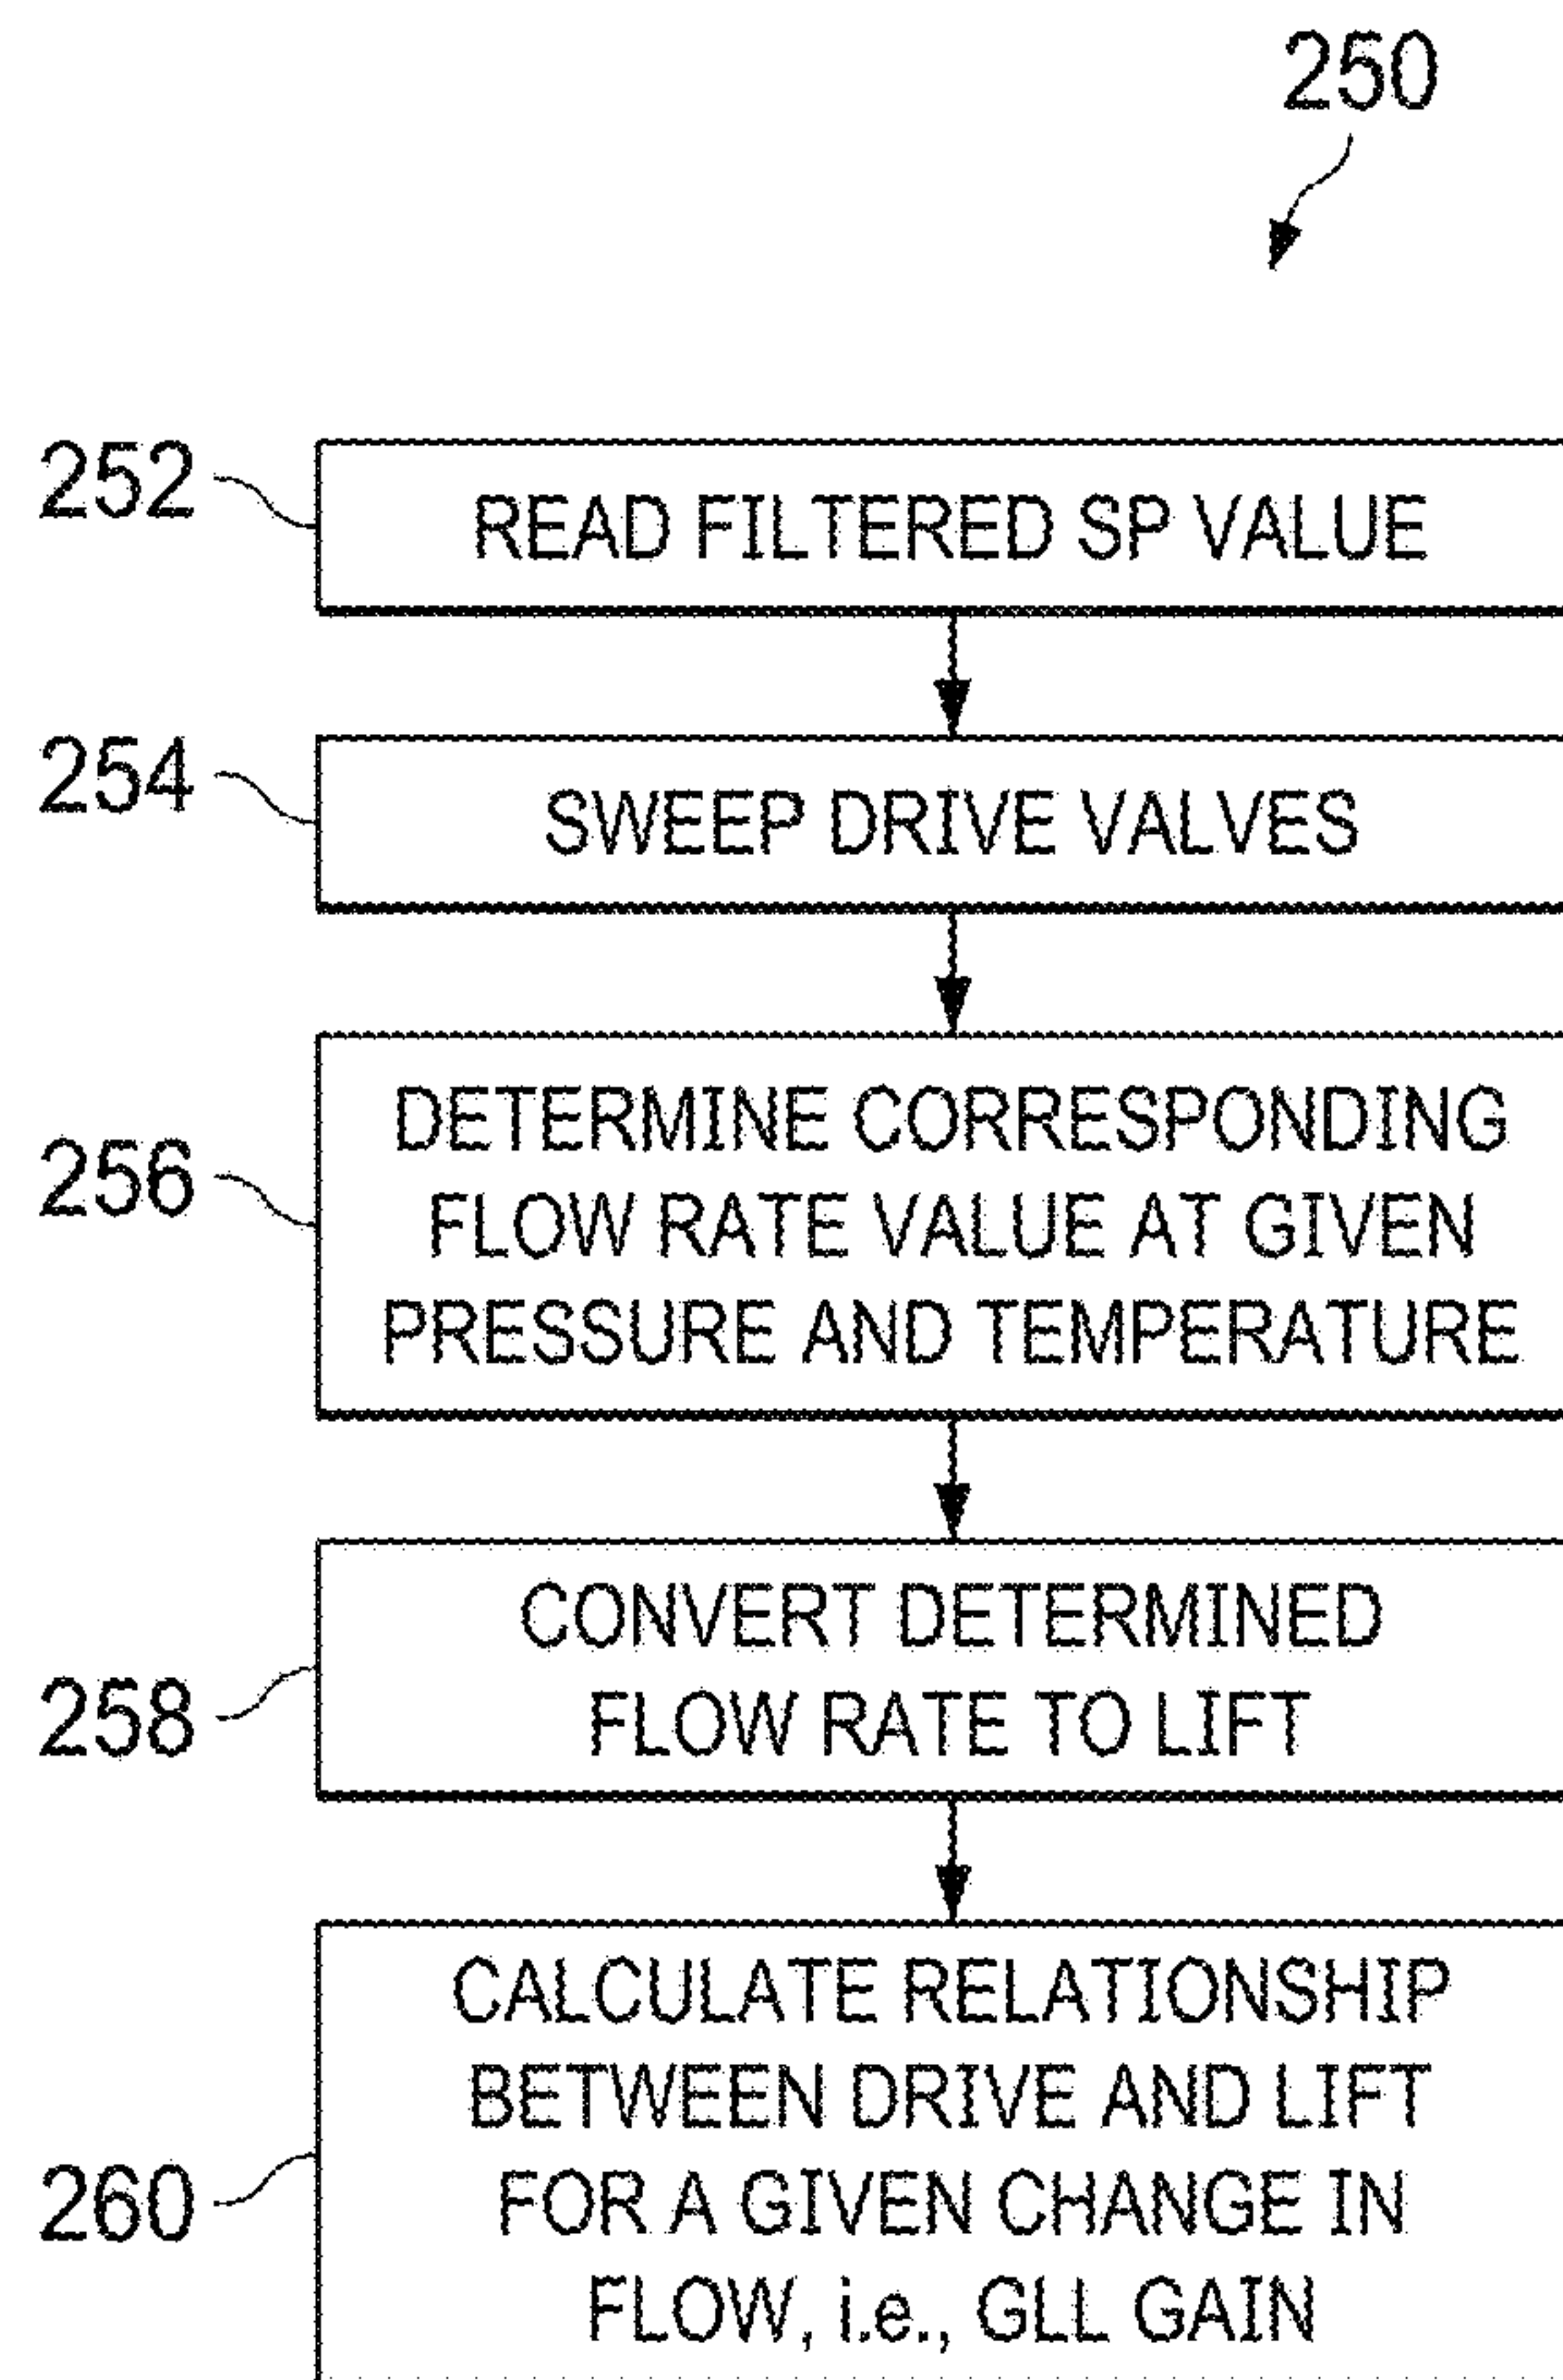 250
252
READ FILTERED SP VALUE
254
SWEEP DRIVE VALVES
256
DETERMINE CORRESPONDING
FLOW RATE VALUE AT GIVEN
PRESSURE AND TEMPERATURE
258
CONVERT DETERMINED
FLOW RATE TO LIFT
260
CALCULATE RELATIONSHIP
BETWEEN DRIVE AND LIFT
FOR A GIVEN CHANGE IN
FLOW, i.e., GLL GAIN